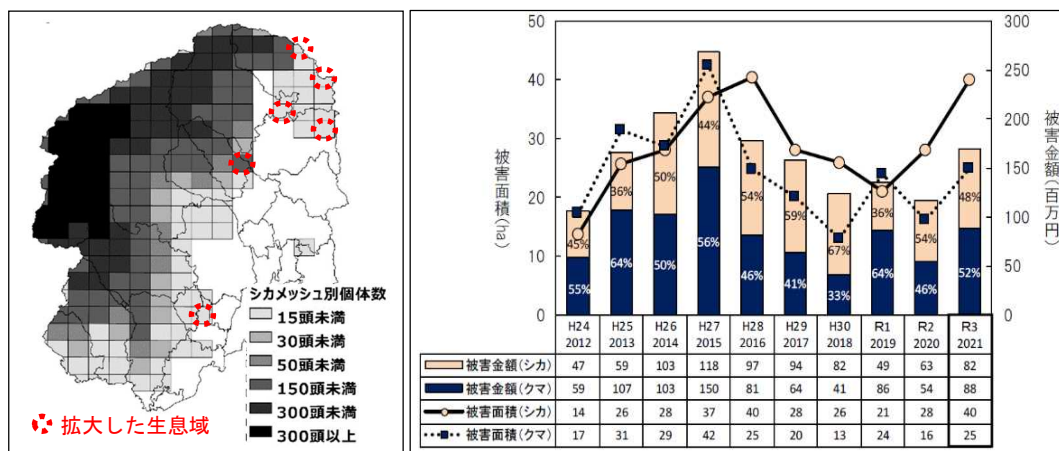 シカメッシュ別個体数
15頭未満
30頭未満
50頭未満
150頭未満
300頭未満
300頭以上
拡大した生息域
被害面積(ha)
50
40
30
20
10
0
被害金額(百万円)
300
250
200
150
100
50
0
45% 36% 50% 44% 54% 59% 67% 36% 54% 48%
55% 64% 50% 56% 46% 41% 33% 64% 46% 52%
H24 H25 H26 H27 H28 H29 H30 R1 R2 R3
2012 2013 2014 2015 2016 2017 2018 2019 2020 2021
被害金額(シカ) 47 59 103 118 97 94 82 49 63 82
被害金額(クマ) 59 107 103 150 81 64 41 86 54 88
被害面積(シカ) 14 26 28 37 40 28 26 21 28 40
被害面積(クマ) 17 31 29 42 25 20 13 24 16 25